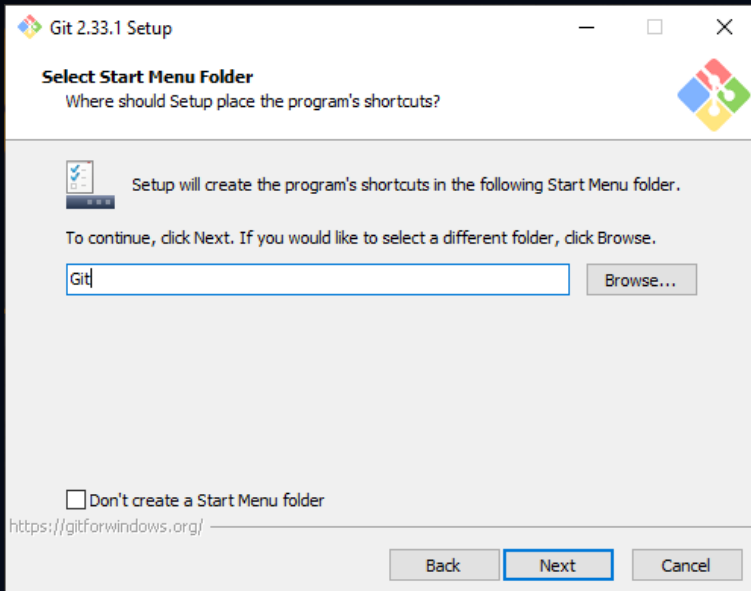 Git 2.33.1 Setup
Select Start Menu Folder
Where should Setup place the program's shortcuts?
Setup will create the program's shortcuts in the following Start Menu folder.
To continue, click Next. If you would like to select a different folder, click Browse.
Git
Browse...
Don't create a Start Menu folder
https://gitforwindows.org/
Back
Next
Cancel